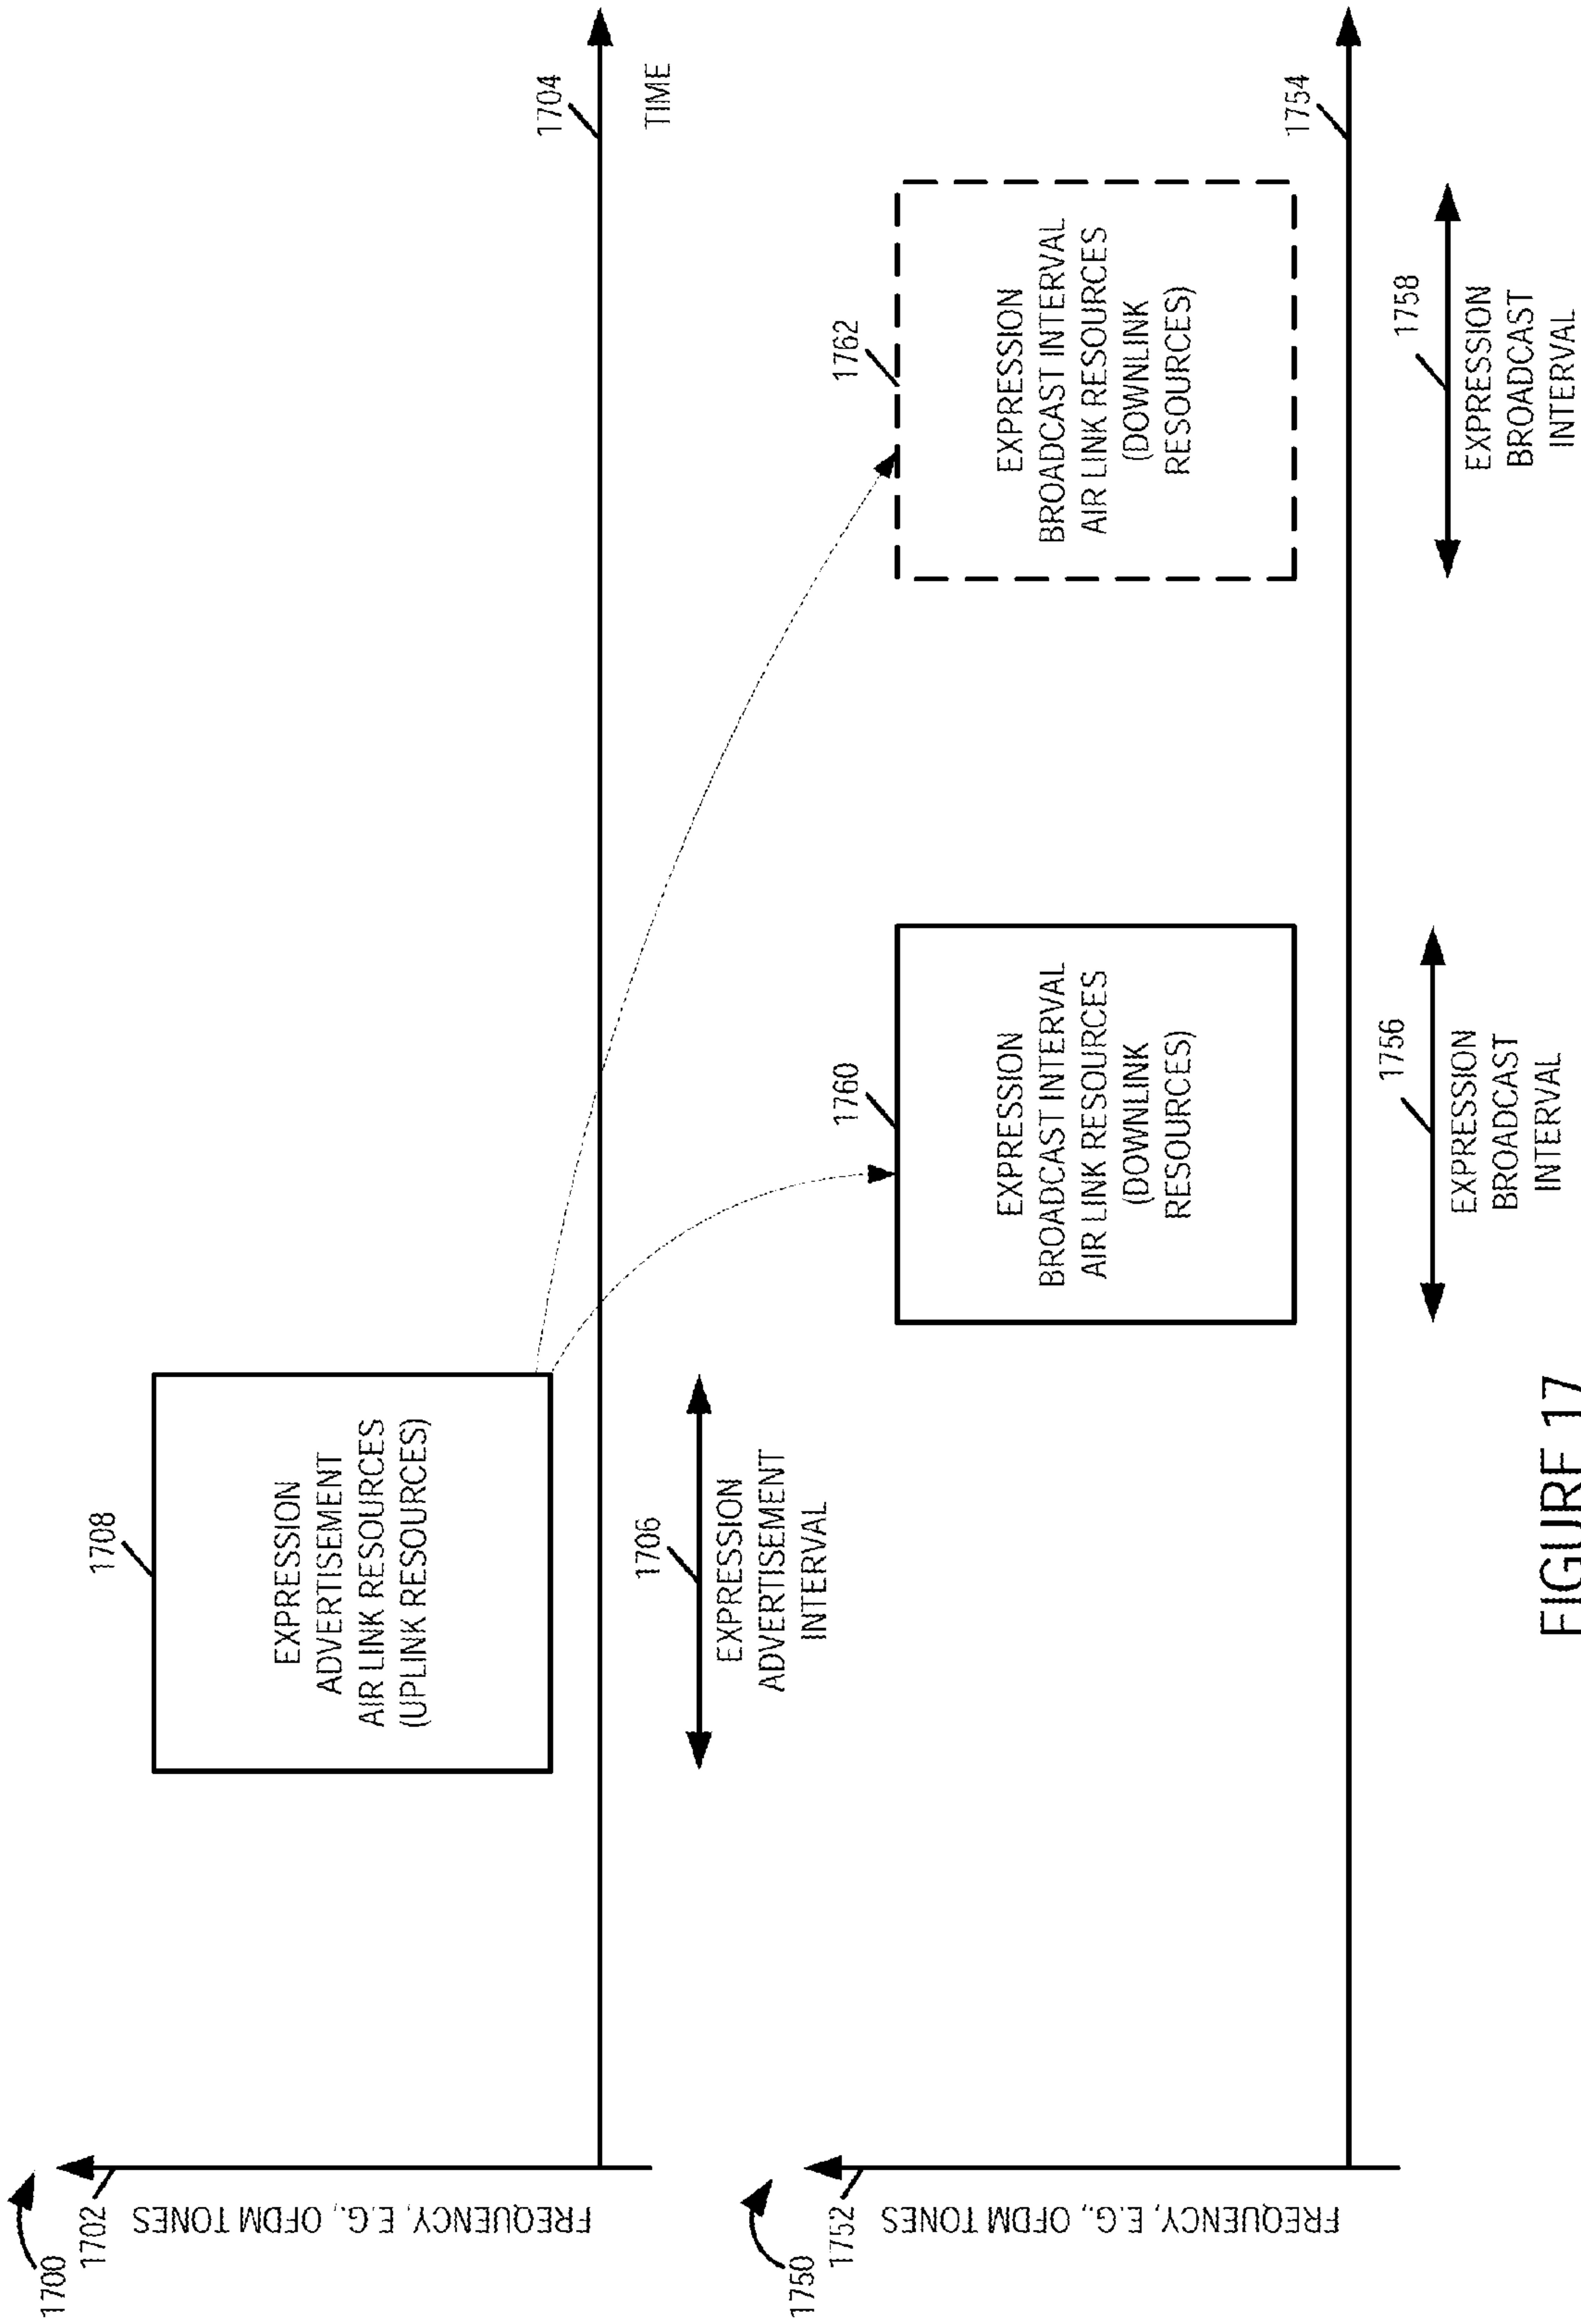 1700
1702
FREQUENCY, E.G., OFDM TONES
1708
EXPRESSION
ADVERTISEMENT
AIR LINK RESOURCES
(UPLINK RESOURCES)
1704
TIME
1706
EXPRESSION
ADVERTISEMENT
INTERVAL
1750
1752
FREQUENCY, E.G., OFDM TONES
1760
EXPRESSION
BROADCAST INTERVAL
AIR LINK RESOURCES
(DOWNLINK
RESOURCES)
1762
EXPRESSION
BROADCAST INTERVAL
AIR LINK RESOURCES
(DOWNLINK
RESOURCES)
1754
1756
EXPRESSION
BROADCAST
INTERVAL
1758
EXPRESSION
BROADCAST
INTERVAL
FIGURE 17